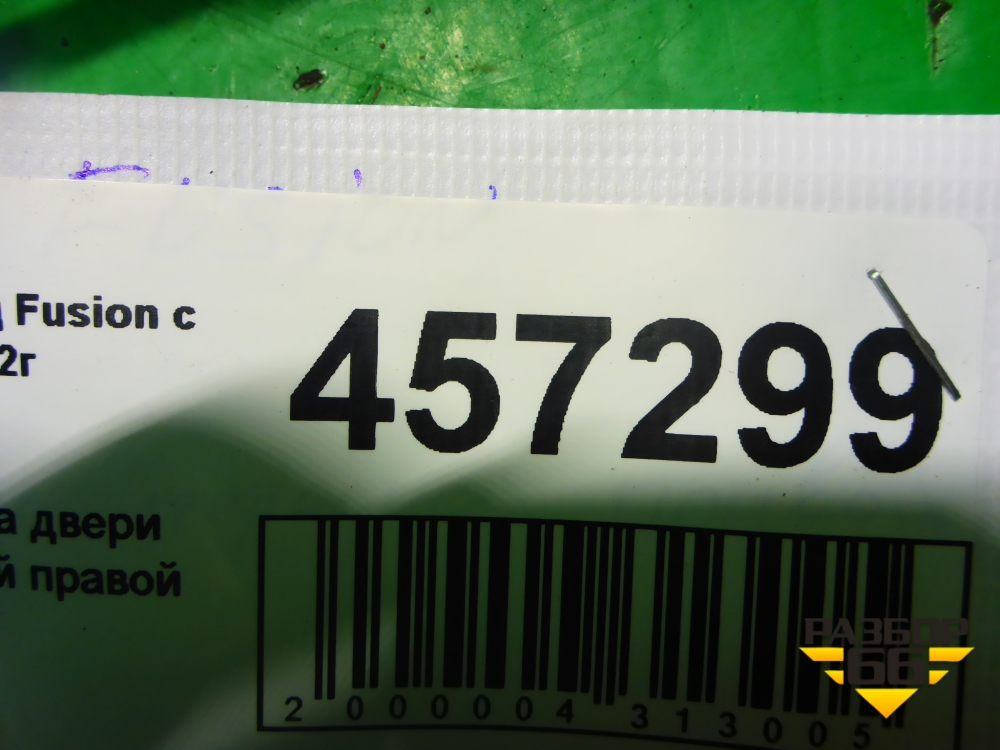 Fusion с
2г
457299
а двери
й правой
2 000004 313005
РАЗБОР
66